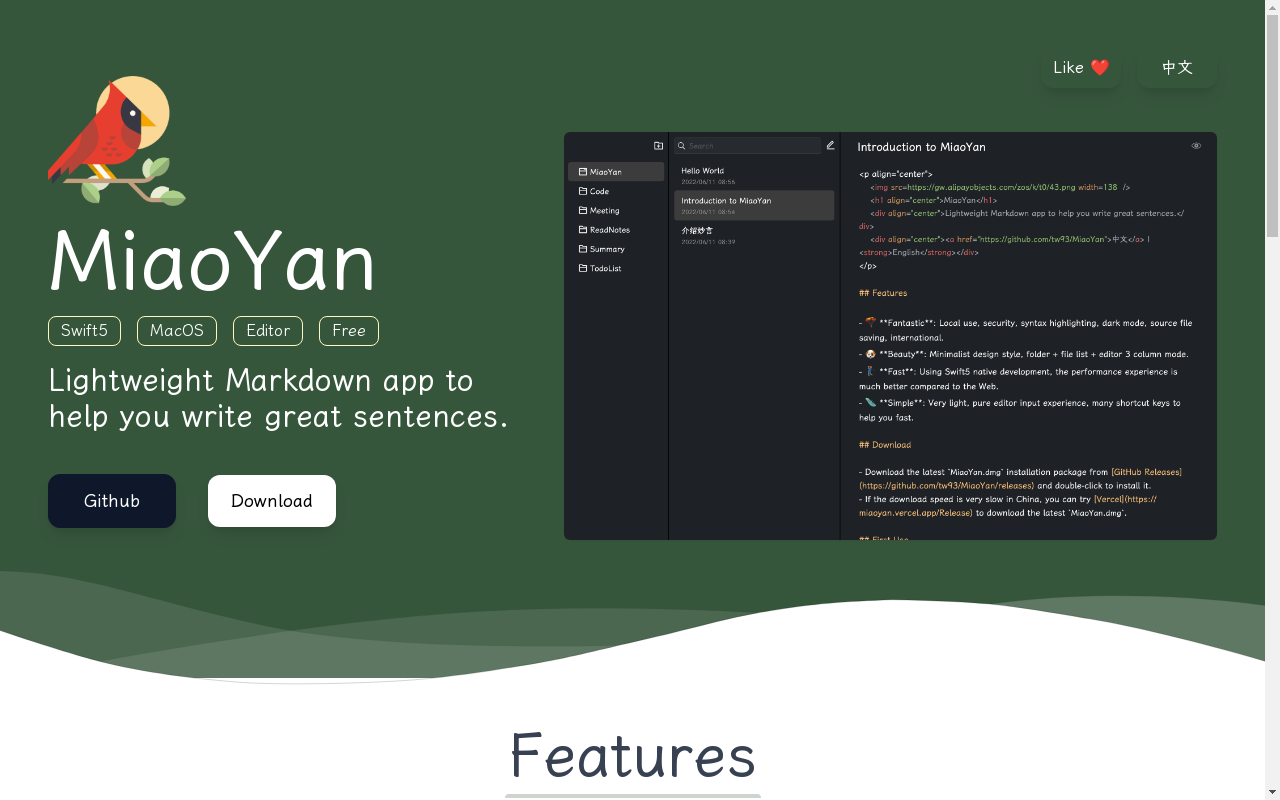 Like ❤️
中文
MiaoYan
Swift5
MacOS
Editor
Free
Lightweight Markdown app to
help you write great sentences.
Github
Download
MiaoYan
Code
Meeting
ReadNotes
Summary
TodoList
Search
Hello World
2022/06/11 08:56
Introduction to MiaoYan
2022/06/11 08:54
介绍妙言
2022/06/11 08:39
Introduction to MiaoYan
<p align="center">
<img src=https://gw.alipayobjects.com/zos/k/t0/43.png width=138 />
<h1 align="center">MiaoYan</h1>
<div align="center">Lightweight Markdown app to help you write great sentences.</
div>
<div align="center"><a href="https://github.com/tw93/MiaoYan">中文</a> |
<strong>English</strong></div>
</p>
## Features
- **Fantastic**: Local use, security, syntax highlighting, dark mode, source file
saving, international.
- 🐶 **Beauty**: Minimalist design style, folder + file list + editor 3 column mode.
- **Fast**: Using Swift5 native development, the performance experience is
much better compared to the Web.
- **Simple**: Very light, pure editor input experience, many shortcut keys to
help you fast.
## Download
- Download the latest `MiaoYan.dmg` installation package from [GitHub Releases]
(https://github.com/tw93/MiaoYan/releases) and double-click to install it.
- If the download speed is very slow in China, you can try [Vercel](https://
miaoyan.vercel.app/Release) to download the latest `MiaoYan.dmg`.
## First Use
Features